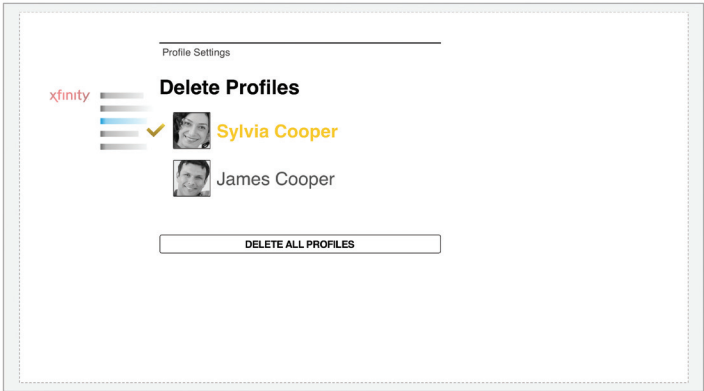 Profile Settings
Delete Profiles
xfinity
Sylvia Cooper
James Cooper
DELETE ALL PROFILES